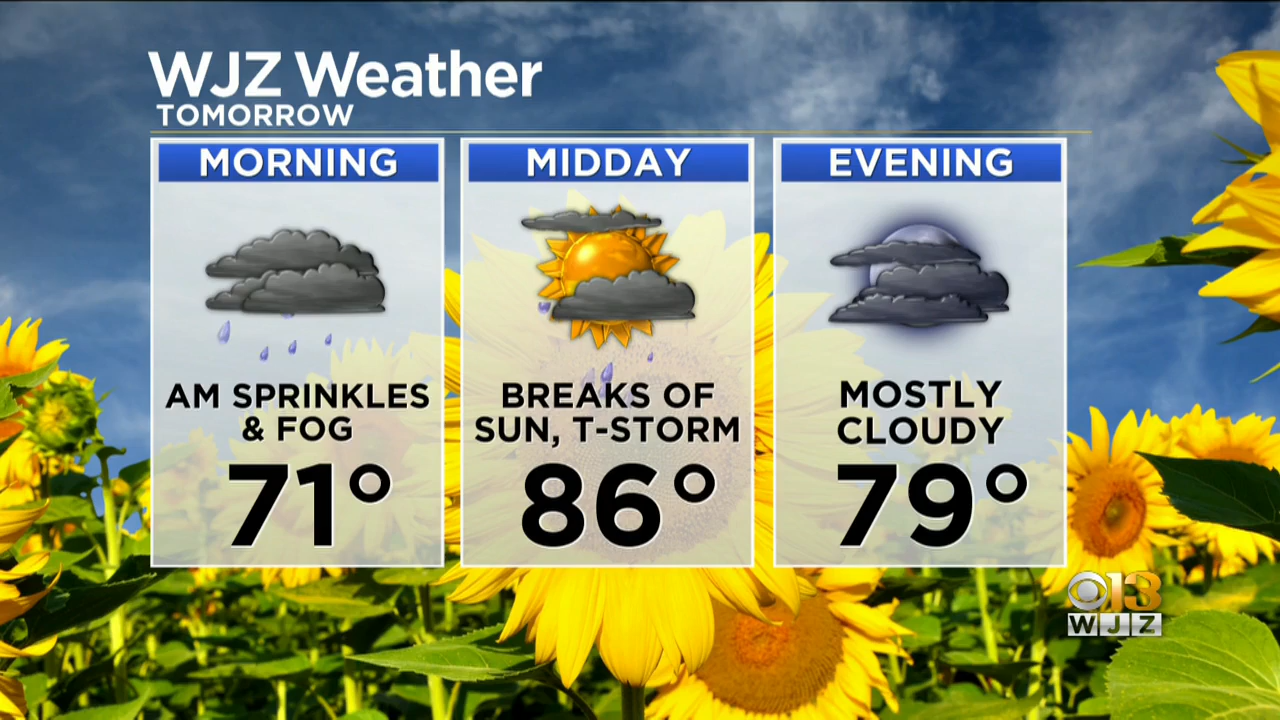 WJZ Weather
TOMORROW
MORNING
AM SPRINKLES
& FOG
71°
MIDDAY
BREAKS OF
SUN, T-STORM
86°
EVENING
MOSTLY
CLOUDY
79°
13
WJZ